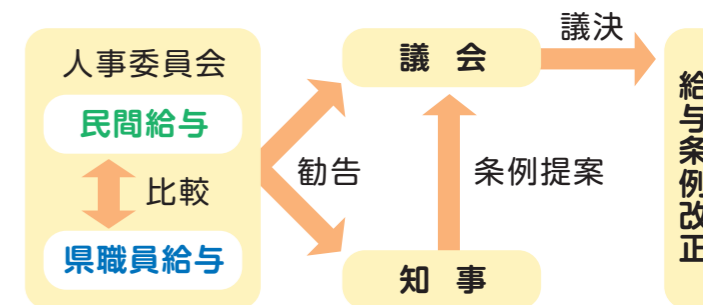 人事委員会
民間給与
比較
県職員給与
勧告
議会
議決
条例提案
知事
給与条例改正